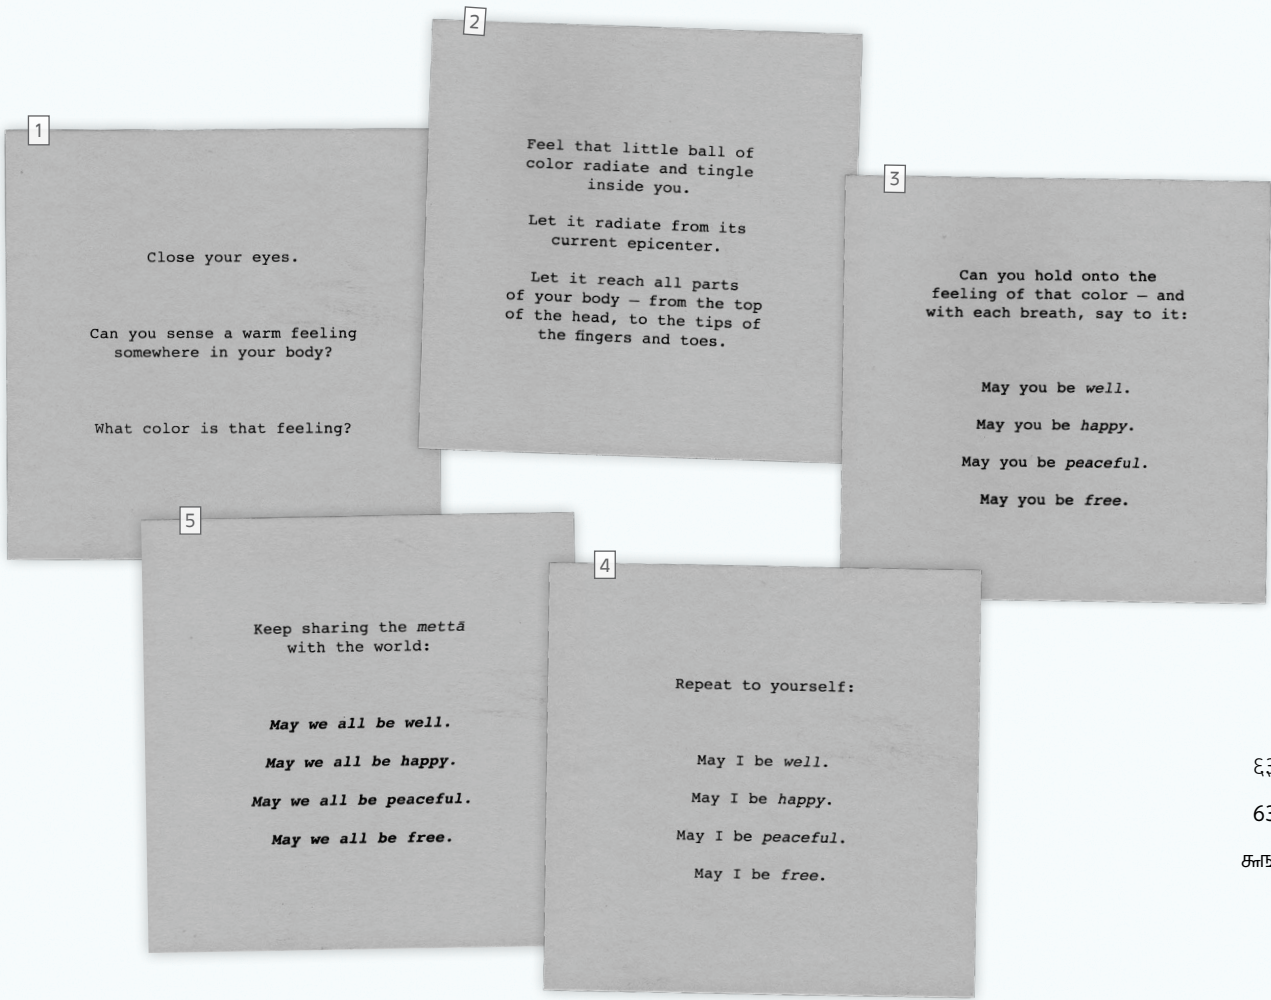 1
Close your eyes.
Can you sense a warm feeling
somewhere in your body?
What color is that feeling?
2
Feel that little ball of
color radiate and tingle
inside you.
Let it radiate from its
current epicenter.
Let it reach all parts
of your body — from the top
of the head, to the tips of
the fingers and toes.
3
Can you hold onto the
feeling of that color — and
with each breath, say to it:
May you be well.
May you be happy.
May you be peaceful.
May you be free.
4
Repeat to yourself:
May I be well.
May I be happy.
May I be peaceful.
May I be free.
5
Keep sharing the mettā
with the world:
May we all be well.
May we all be happy.
May we all be peaceful.
May we all be free.
63